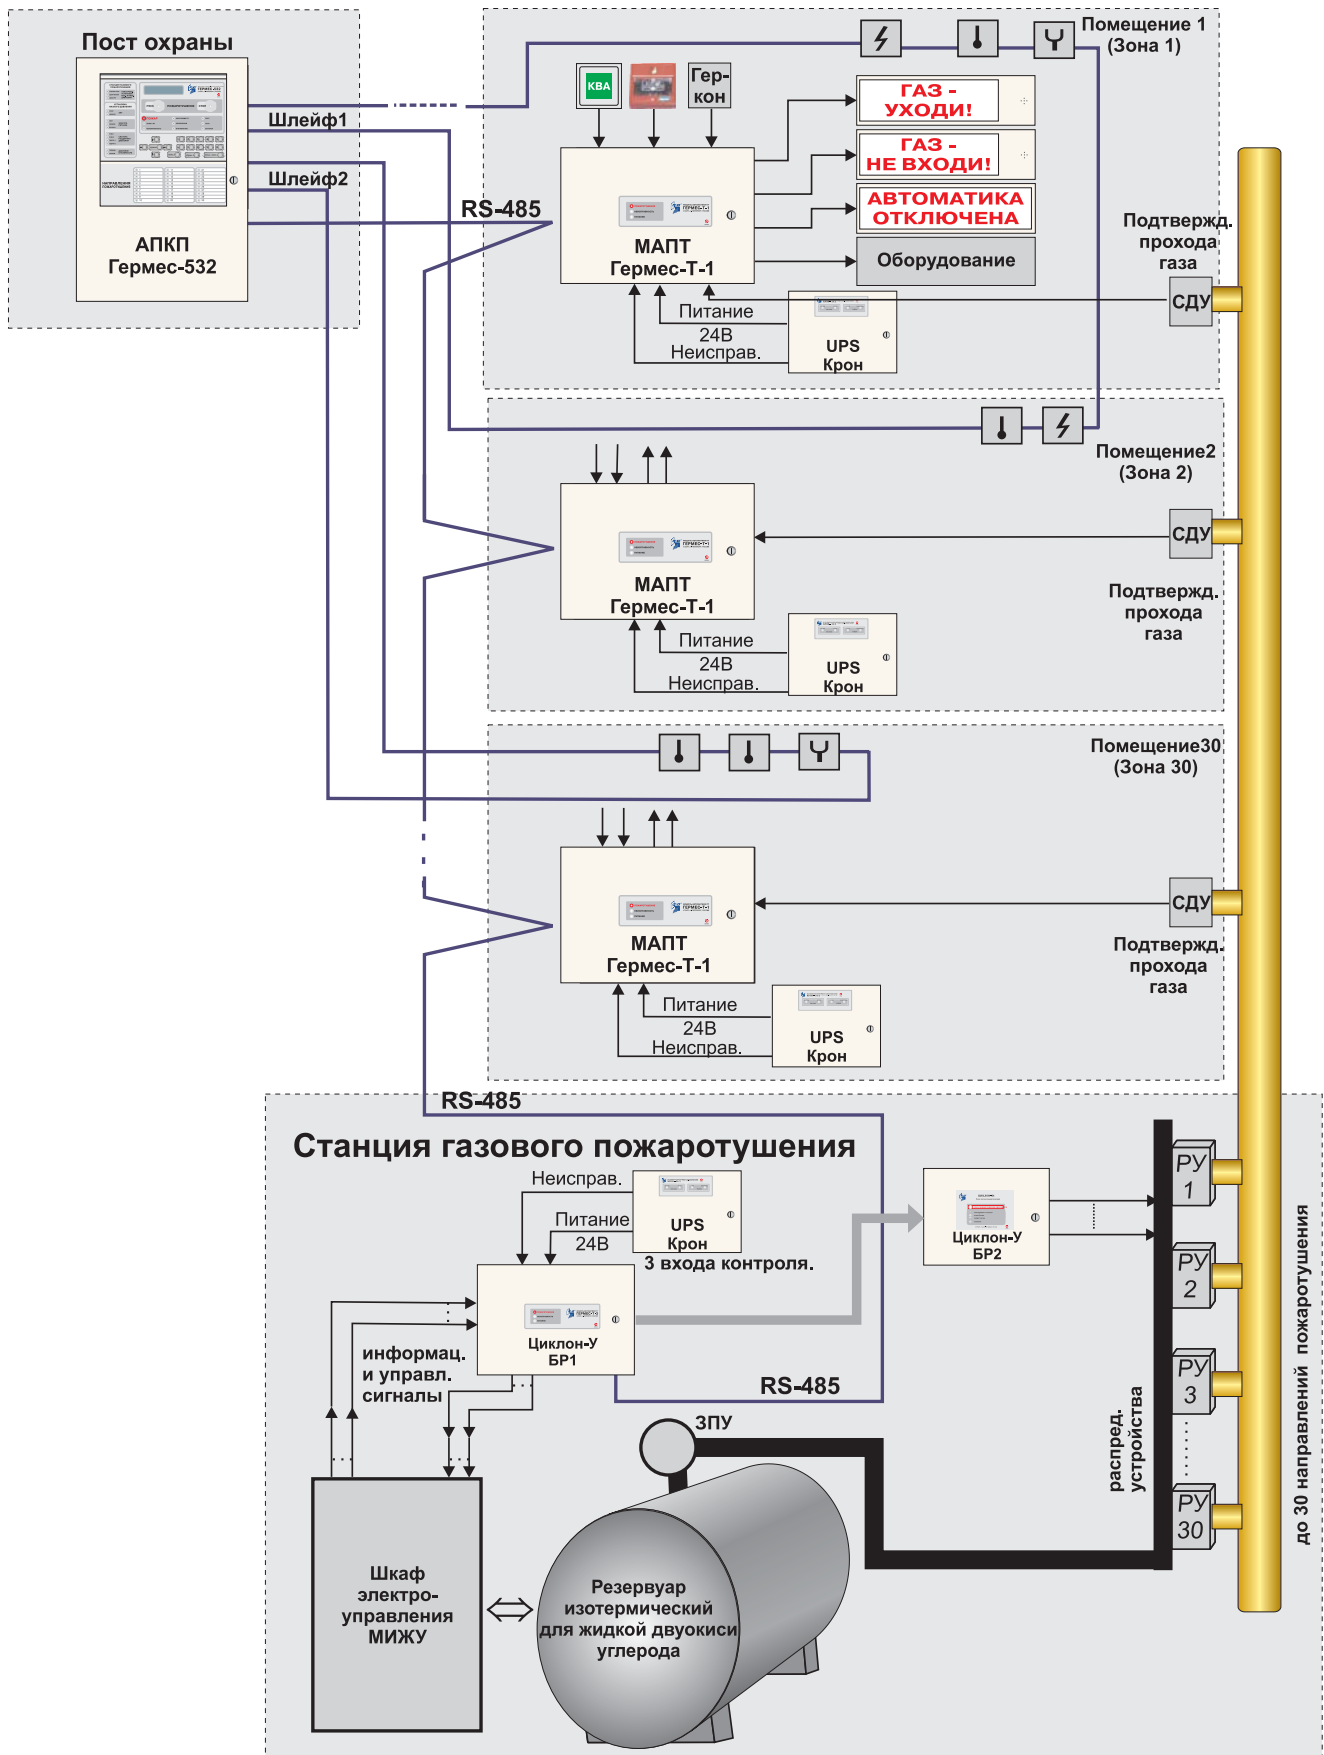 Пост охраны
АПКП
Гермес-532
Шлейф1
Шлейф2
RS-485
Помещение 1
(Зона 1)
КВА
Гер-
кон
ГАЗ -
УХОДИ!
ГАЗ -
НЕ ВХОДИ!
АВТОМАТИКА
ОТКЛЮЧЕНА
Оборудование
МАПТ
Гермес-Т-1
Питание
24В
Неисправ.
UPS
Крон
Подтвержд.
прохода
газа
СДУ
Помещение2
(Зона 2)
МАПТ
Гермес-Т-1
Питание
24В
Неисправ.
UPS
Крон
СДУ
Подтвержд.
прохода
газа
Помещение30
(Зона 30)
МАПТ
Гермес-Т-1
Питание
24В
Неисправ.
UPS
Крон
СДУ
Подтвержд.
прохода
газа
RS-485
Станция газового пожаротушения
Неисправ.
Питание
24В
UPS
Крон
3 входа контроля.
Циклон-У
БР1
Циклон-У
БР2
информац.
и управл.
сигналы
RS-485
ЗПУ
Шкаф
электро-
управления
МИЖУ
Резервуар
изотермический
для жидкой двуокиси
углерода
распред.
устройства
РУ
1
РУ
2
РУ
3
РУ
30
до 30 направлений пожаротушения